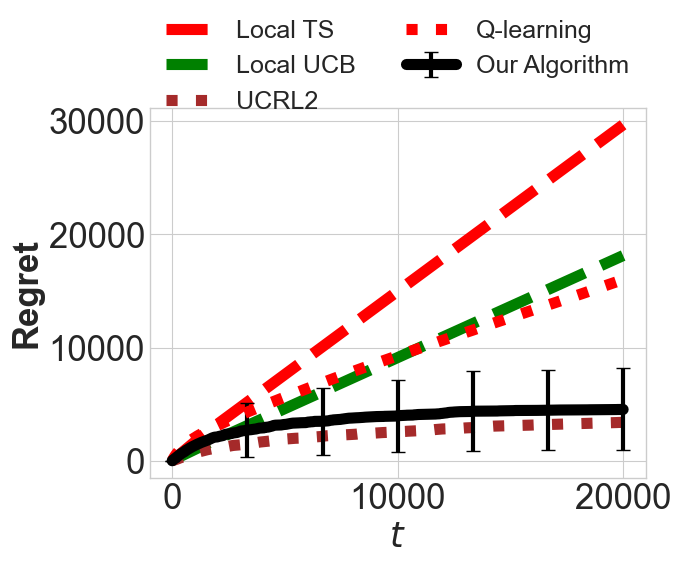 Local TS
Local UCB
UCRL2
Q-learning
Our Algorithm
30000
20000
10000
0
Regret
0
10000
20000
t